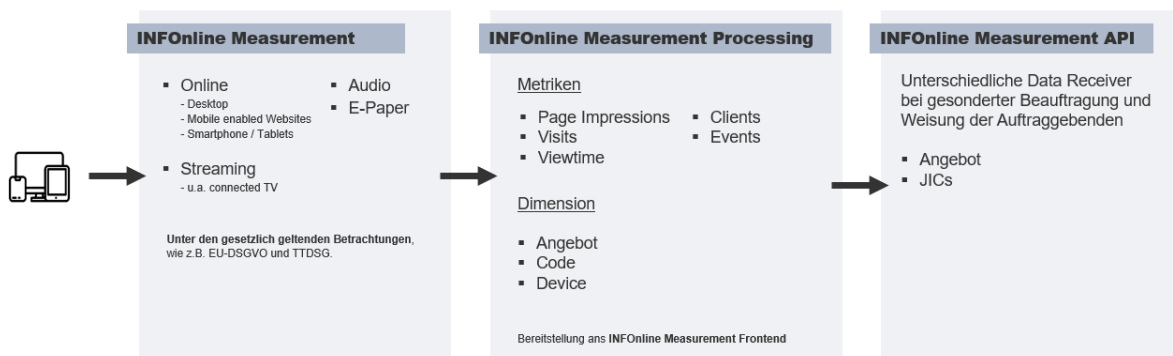 INFOnline Measurement
▪ Online
- Desktop
- Mobile enabled Websites
- Smartphone / Tablets
▪ Streaming
- u.a. connected TV
▪ Audio
▪ E-Paper
Unter den gesetzlich geltenden Betrachtungen,
wie z.B. EU-DSGVO und TTDSG.
INFOnline Measurement Processing
Metriken
▪ Page Impressions
▪ Visits
▪ Viewtime
▪ Clients
▪ Events
Dimension
▪ Angebot
▪ Code
▪ Device
Bereitstellung ans INFOnline Measurement Frontend
INFOnline Measurement API
Unterschiedliche Data Receiver
bei gesonderter Beauftragung und
Weisung der Auftraggebenden
▪ Angebot
▪ JICs